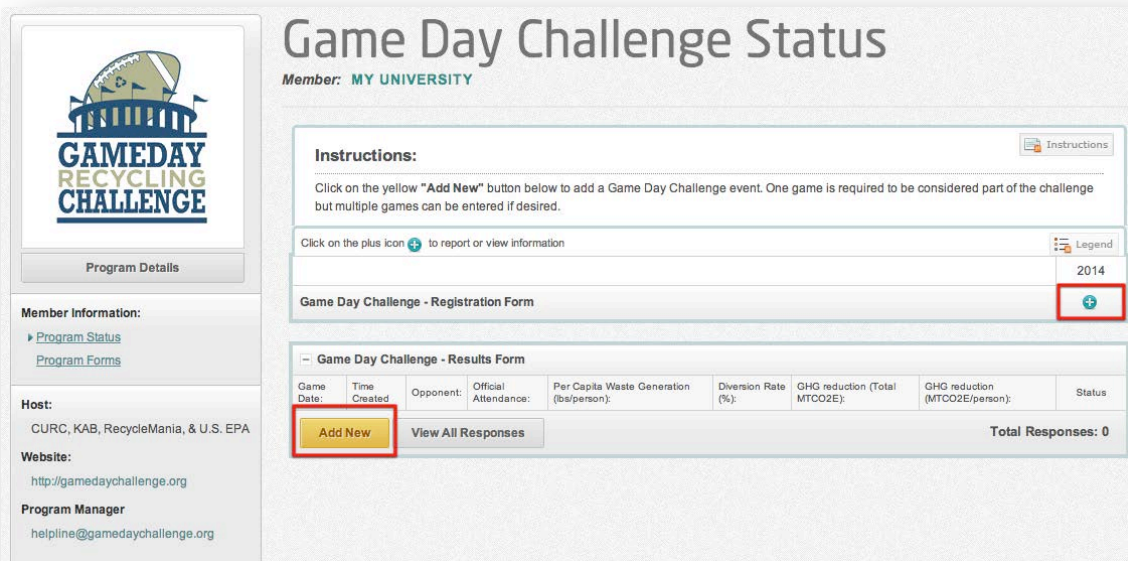 GAMEDAY
RECYCLING
CHALLENGE
Program Details
Member Information:
Program Status
Program Forms
Host:
CURC, KAB, RecycleMania, & U.S. EPA
Website:
http://gamedaychallenge.org
Program Manager
helpline@gamedaychallenge.org
Game Day Challenge Status
Member: MY UNIVERSITY
Instructions
Instructions:
Click on the yellow "Add New" button below to add a Game Day Challenge event. One game is required to be considered part of the challenge
but multiple games can be entered if desired.
Click on the plus icon to report or view information
Legend
2014
Game Day Challenge - Registration Form
Game Day Challenge - Results Form
Game Date: Time Created Opponent: Official Attendance: Per Capita Waste Generation (lbs/person): Diversion Rate (%): GHG reduction (Total MTCO2E): GHG reduction (MTCO2E/person): Status
Add New View All Responses Total Responses: 0